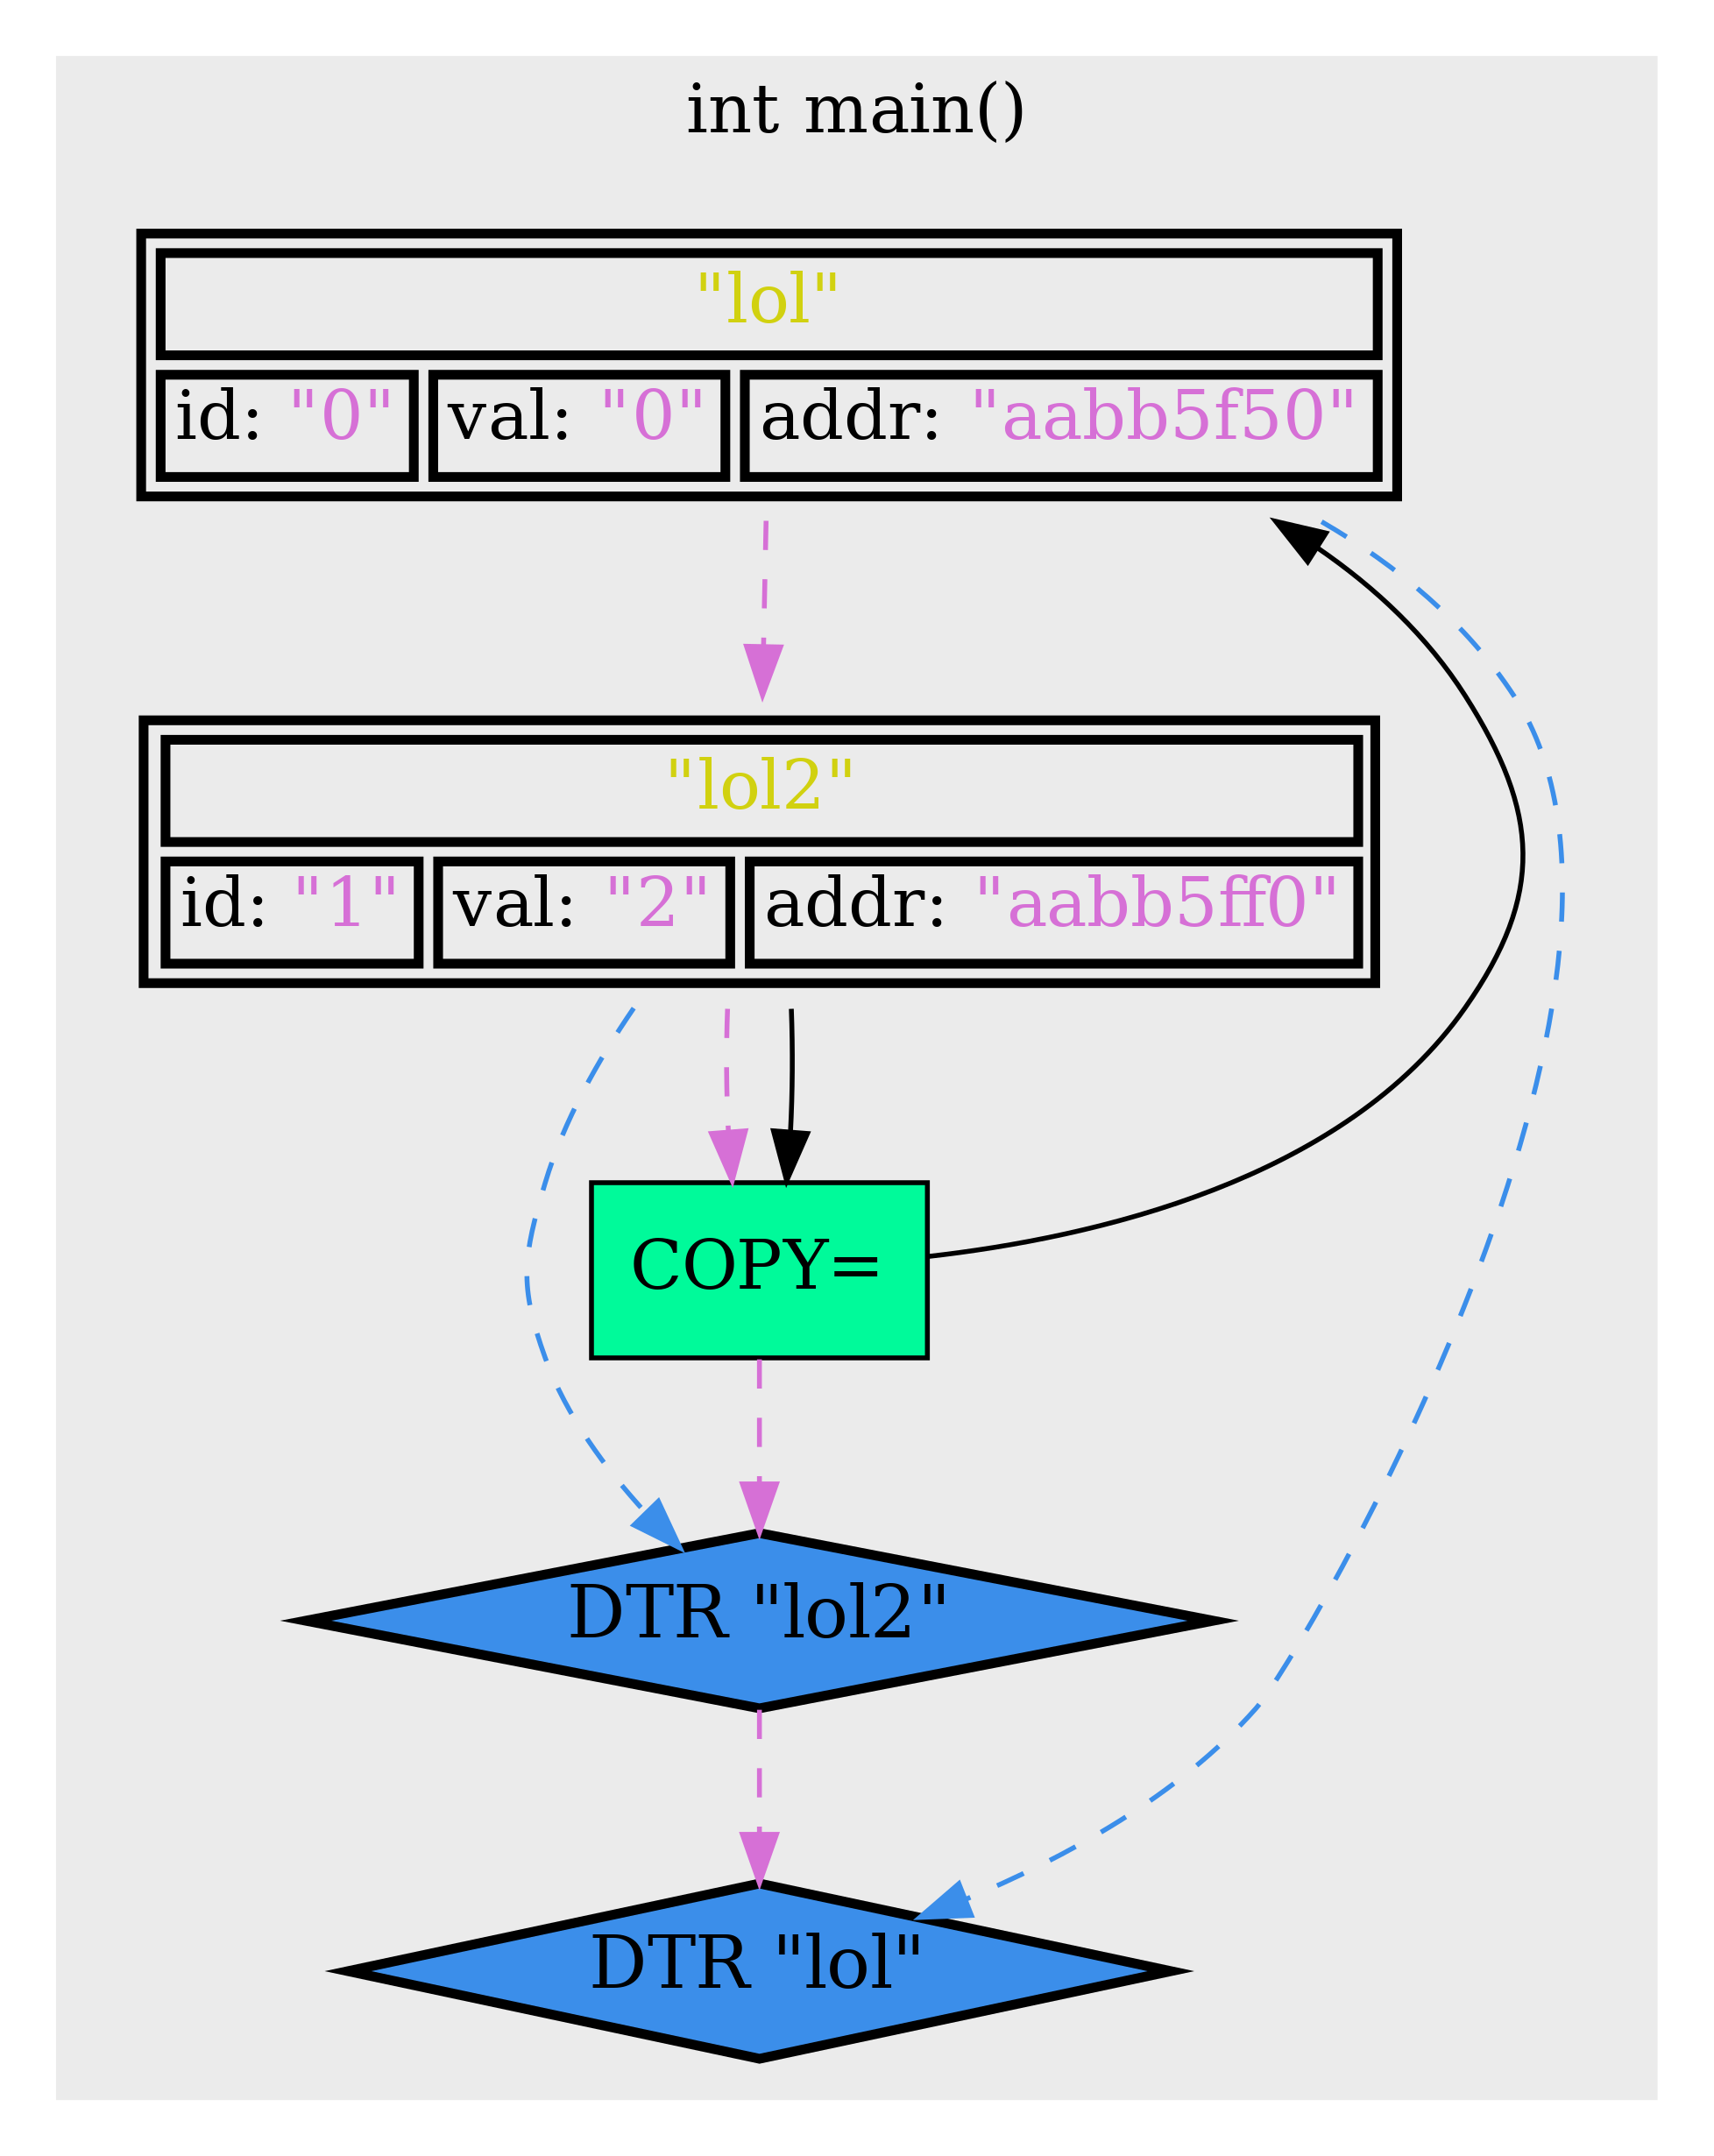 int main()
"lol"
id: "0" val: "0" addr: "aabb5f50"
"lol2"
id: "1" val: "2" addr: "aabb5ff0"
COPY=
DTR "lol2"
DTR "lol"